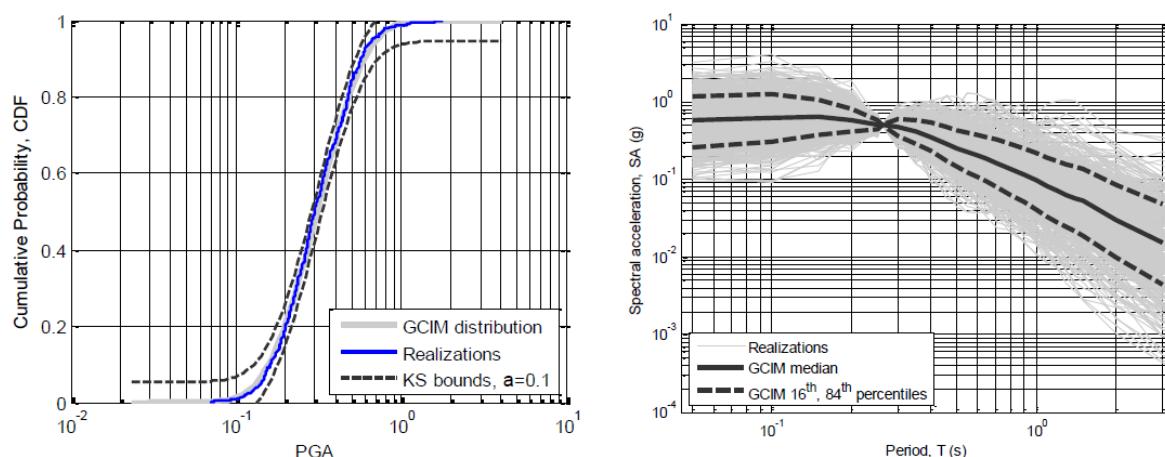 1
0.8
0.6
0.4
0.2
0
Cumulative Probability, CDF
GCIM distribution
Realizations
KS bounds, a=0.1
10⁻² 10⁻¹ 10⁰ 10¹
PGA
10¹
10⁰
10⁻¹
10⁻²
10⁻³
10⁻⁴
Spectral acceleration, SA (g)
Realizations
GCIM median
GCIM 16ᵗʰ, 84ᵗʰ percentiles
10⁻¹ 10⁰
Period, T (s)